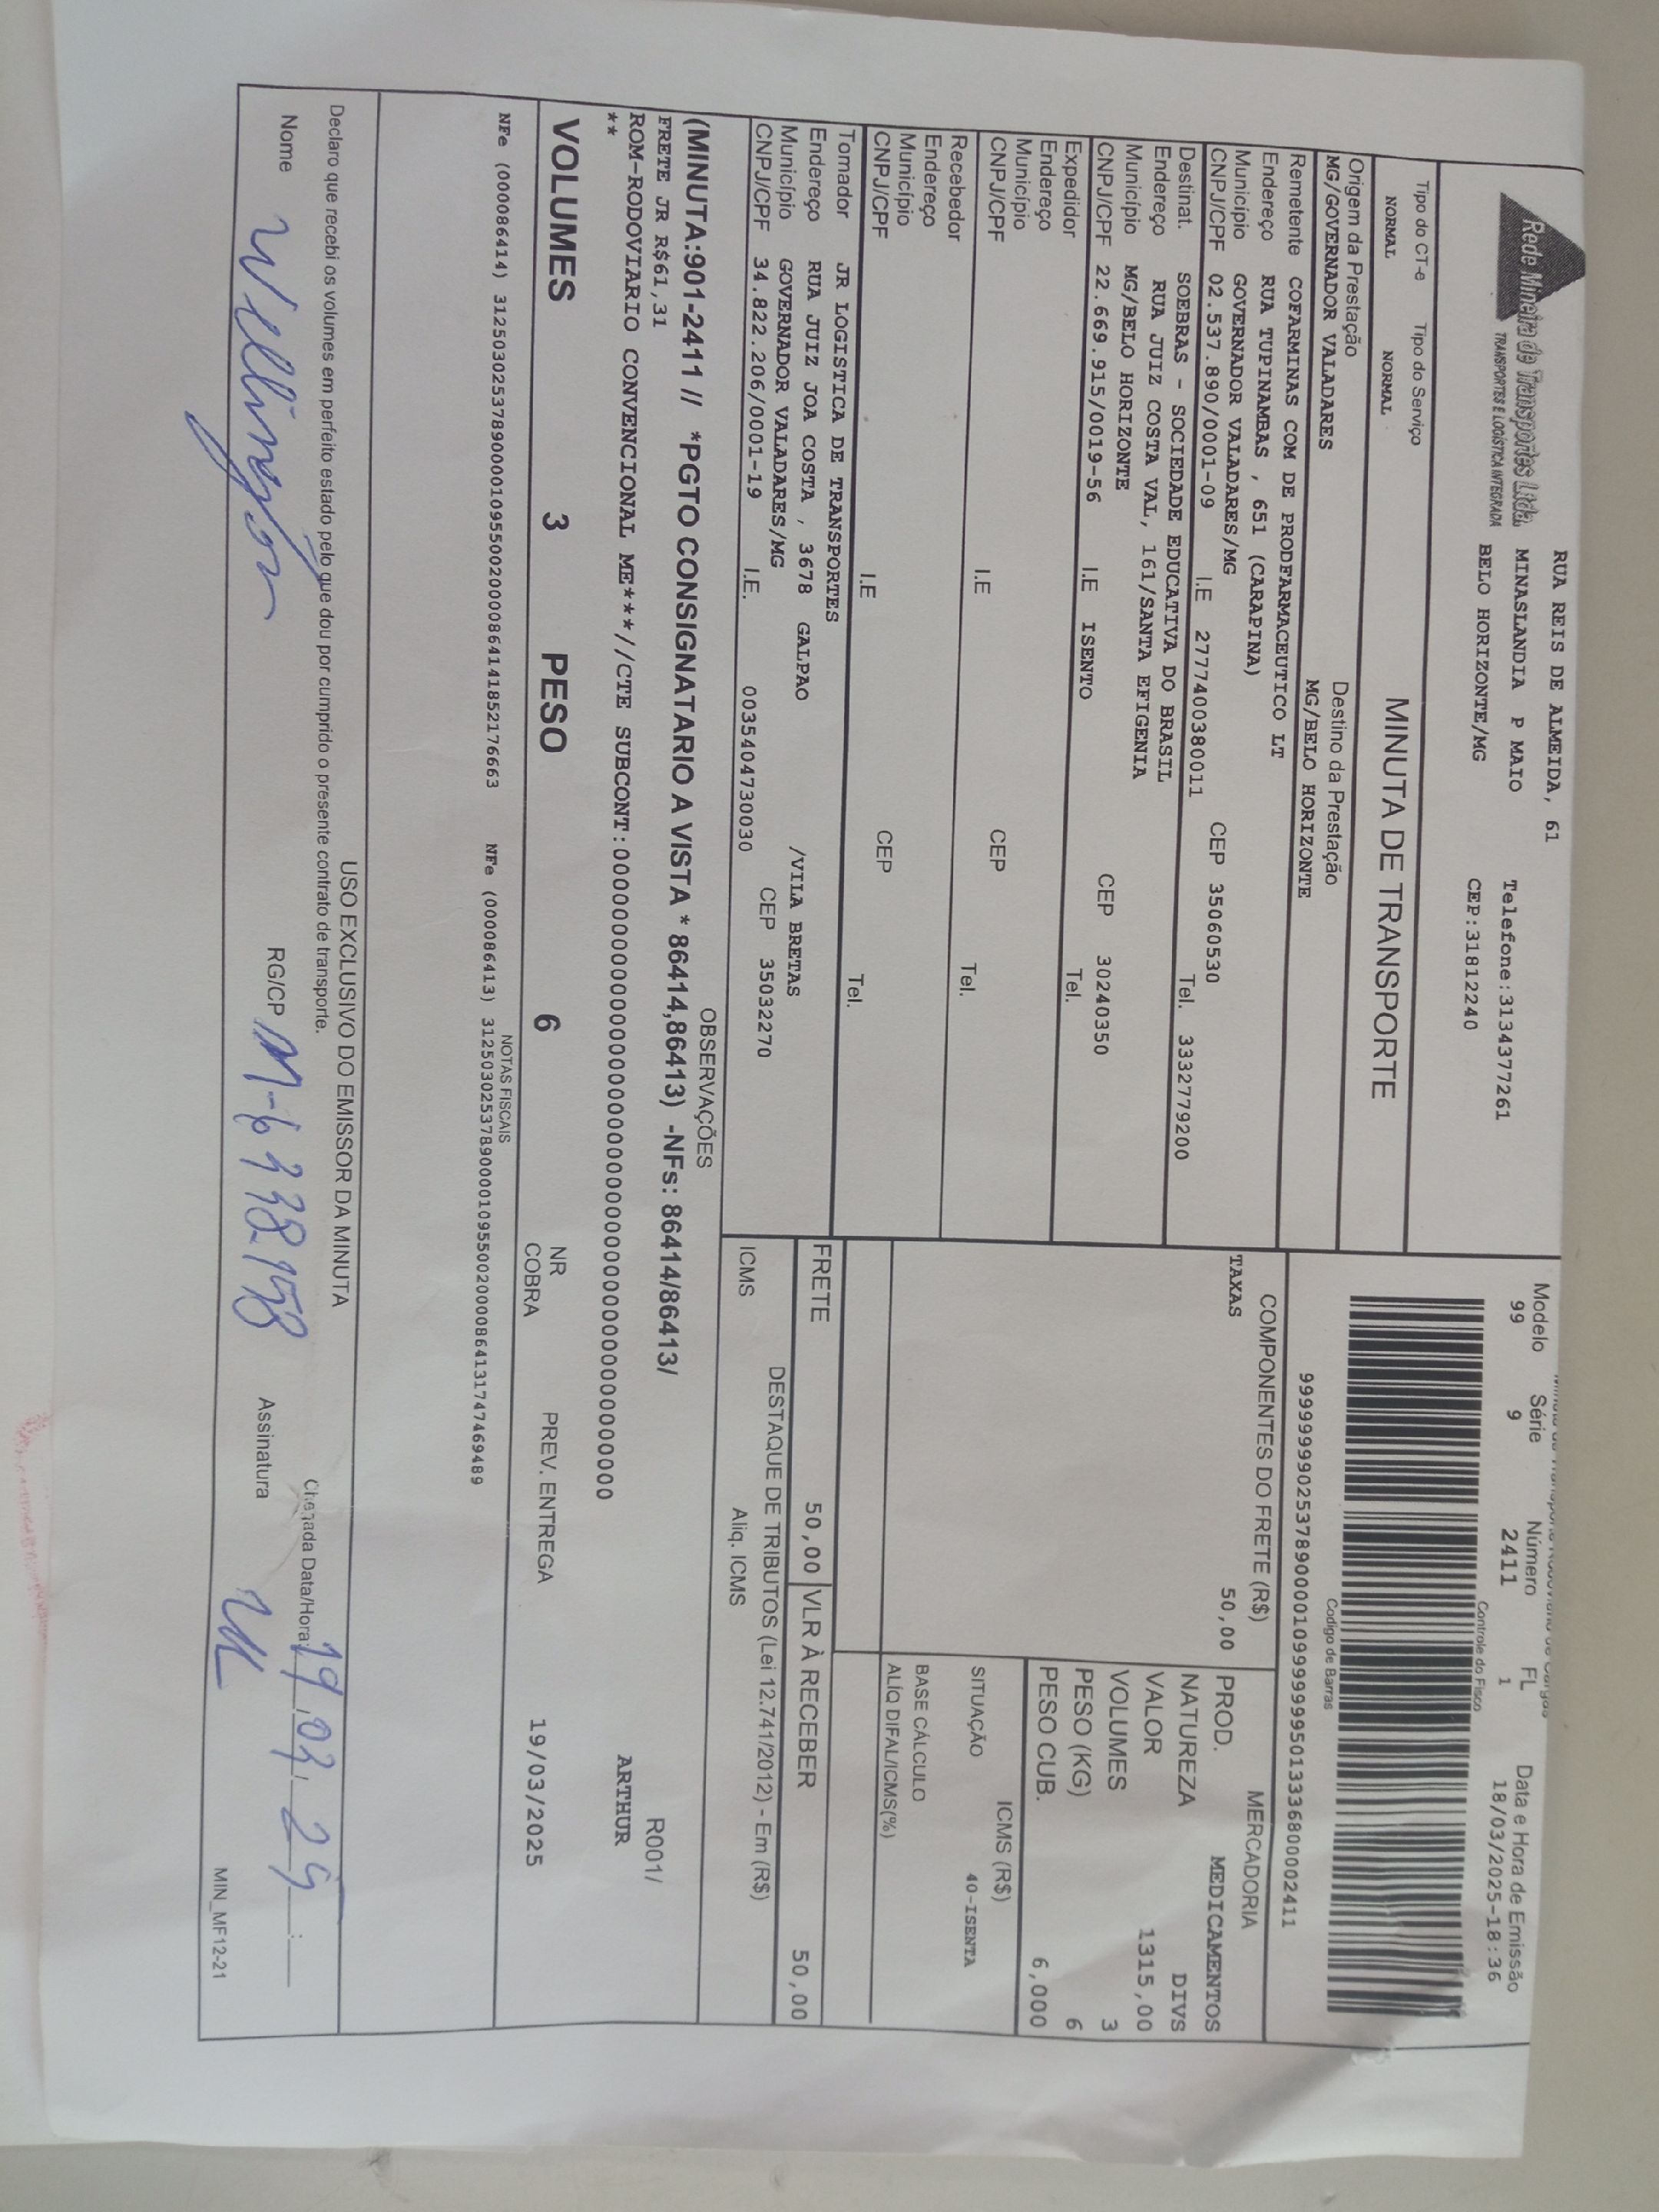 Rede Mineira de Transportes Ltda.
TRANSPORTES E LOGÍSTICA INTEGRADA
RUA REIS DE ALMEIDA, 61
MINASLANDIA P MAIO Telefone:3134377261
BELO HORIZONTE/MG CEP:31812240
Modelo Série Número FL Data e Hora de Emissão
99 9 2411 1 18/03/2025-18:36
Controle do Fisco
Codigo de Barras
Tipo do CT-e Tipo do Serviço
NORMAL NORMAL
MINUTA DE TRANSPORTE
Origem da Prestação Destino da Prestação
MG/GOVERNADOR VALADARES MG/BELO HORIZONTE
Remetente COFARMINAS COM DE PRODFARMACEUTICO LT
Endereço RUA TUPINAMBAS , 651 (CARAPINA)
Município GOVERNADOR VALADARES/MG CEP 35060530
CNPJ/CPF 02.537.890/0001-09 I.E 2777400380011 Tel. 3332779200
Destinat. SOEBRAS - SOCIEDADE EDUCATIVA DO BRASIL
Endereço RUA JUIZ COSTA VAL, 161/SANTA EFIGENIA
Município MG/BELO HORIZONTE CEP 30240350
CNPJ/CPF 22.669.915/0019-56 I.E ISENTO Tel.
Expedidor
Endereço
Município CEP
CNPJ/CPF I.E Tel.
Recebedor
Endereço
Município CEP
CNPJ/CPF I.E Tel.
Tomador JR LOGISTICA DE TRANSPORTES
Endereço RUA JUIZ JOA COSTA , 3678 GALPAO /VILA BRETAS
Município GOVERNADOR VALADARES/MG CEP 35032270
CNPJ/CPF 34.822.206/0001-19 I.E. 0035404730030
COMPONENTES DO FRETE (R$)
TAXAS 50,00
MERCADORIA
PROD. MEDICAMENTOS
NATUREZA DIVS
VALOR 1315,00
VOLUMES 3
PESO (KG) 6
PESO CUB. 6,000
ICMS (R$)
SITUAÇÃO 40-ISENTA
BASE CÁLCULO
ALÍQ DIFAL/ICMS(%)
FRETE 50,00 VLR À RECEBER 50,00
DESTAQUE DE TRIBUTOS (Lei 12.741/2012) - Em (R$)
ICMS Aliq. ICMS
OBSERVAÇÕES
(MINUTA:901-2411 // *PGTO CONSIGNATARIO A VISTA * 86414,86413) -NFs: 86414/86413/ R001/
FRETE JR R$61,31
ARTHUR
**
VOLUMES 3 PESO 6 NR COBRA PREV. ENTREGA 19/03/2025
NOTAS FISCAIS
NFe (000086414) 31250302537890000109550020000864141852176663 NFe (000086413) 31250302537890000109550020000864131747469489
USO EXCLUSIVO DO EMISSOR DA MINUTA
Declaro que recebi os volumes em perfeito estado pelo que dou por cumprido o presente contrato de transporte.
Chegada Data/Hora: 19,03,25
Nome Wellington RG/CP Assinatura
MIN_MF12-21